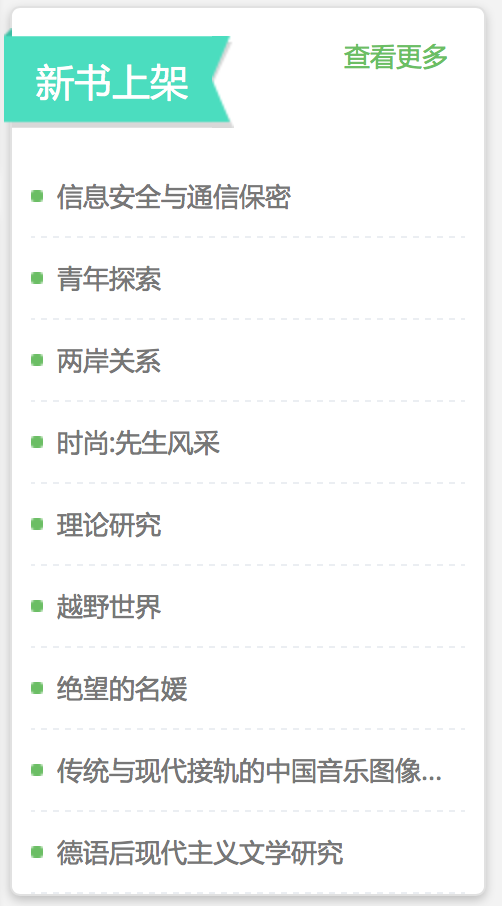 新书上架
查看更多
信息安全与通信保密
青年探索
两岸关系
时尚:先生风采
理论研究
越野世界
绝望的名媛
传统与现代接轨的中国音乐图像...
德语后现代主义文学研究